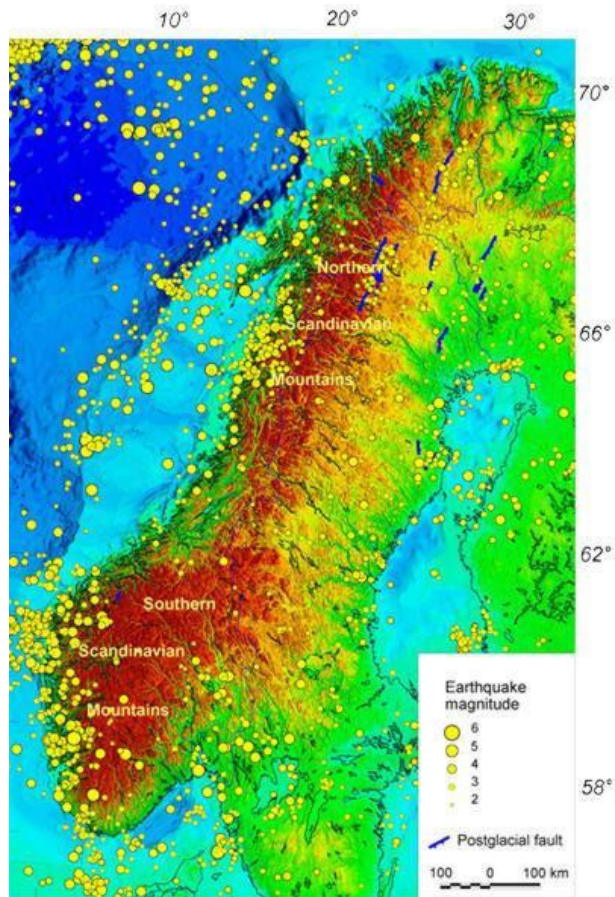 10°
20°
30°
70°
Northern
Scandinavian
66°
Mountains
62°
Southern
Scandinavian
Mountains
Earthquake
magnitude
6
5
4
3
2
58°
Postglacial fault
100 0 100 km